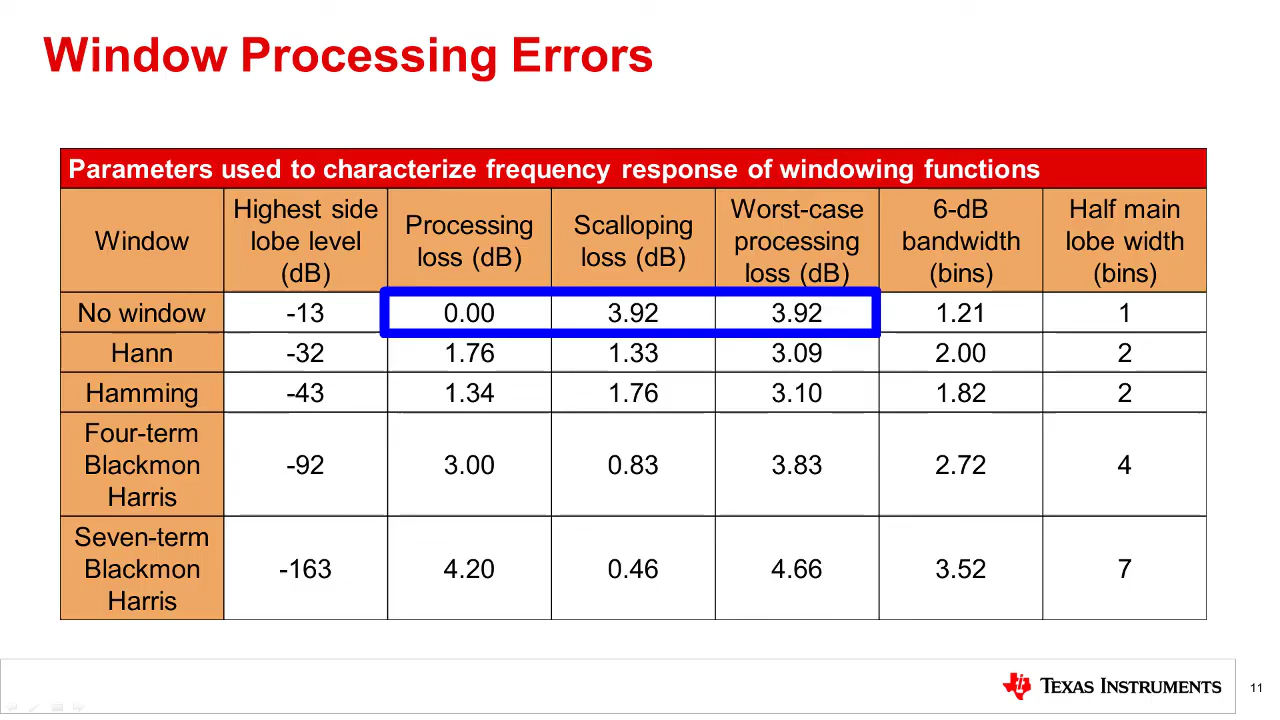 Window Processing Errors
Parameters used to characterize frequency response of windowing functions
Window
Highest side
lobe level
(dB)
Processing
loss (dB)
Scalloping
loss (dB)
Worst-case
processing
loss (dB)
6-dB
bandwidth
(bins)
Half main
lobe width
(bins)
No window
-13
0.00
3.92
3.92
1.21
1
Hann
-32
1.76
1.33
3.09
2.00
2
Hamming
-43
1.34
1.76
3.10
1.82
2
Four-term
Blackmon
Harris
-92
3.00
0.83
3.83
2.72
4
Seven-term
Blackmon
Harris
-163
4.20
0.46
4.66
3.52
7
TEXAS INSTRUMENTS
11